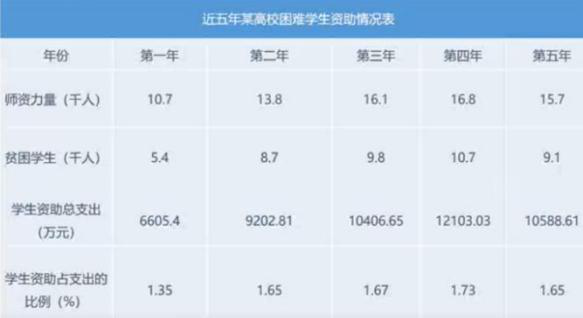 近五年某高校困难学生资助情况表
年份 第一年 第二年 第三年 第四年 第五年
师资力量（千人） 10.7 13.8 16.1 16.8 15.7
贫困学生（千人） 5.4 8.7 9.8 10.7 9.1
学生资助总支出
（万元） 6605.4 9202.81 10406.65 12103.03 10588.61
学生资助占支出的
比例（%） 1.35 1.65 1.67 1.73 1.65